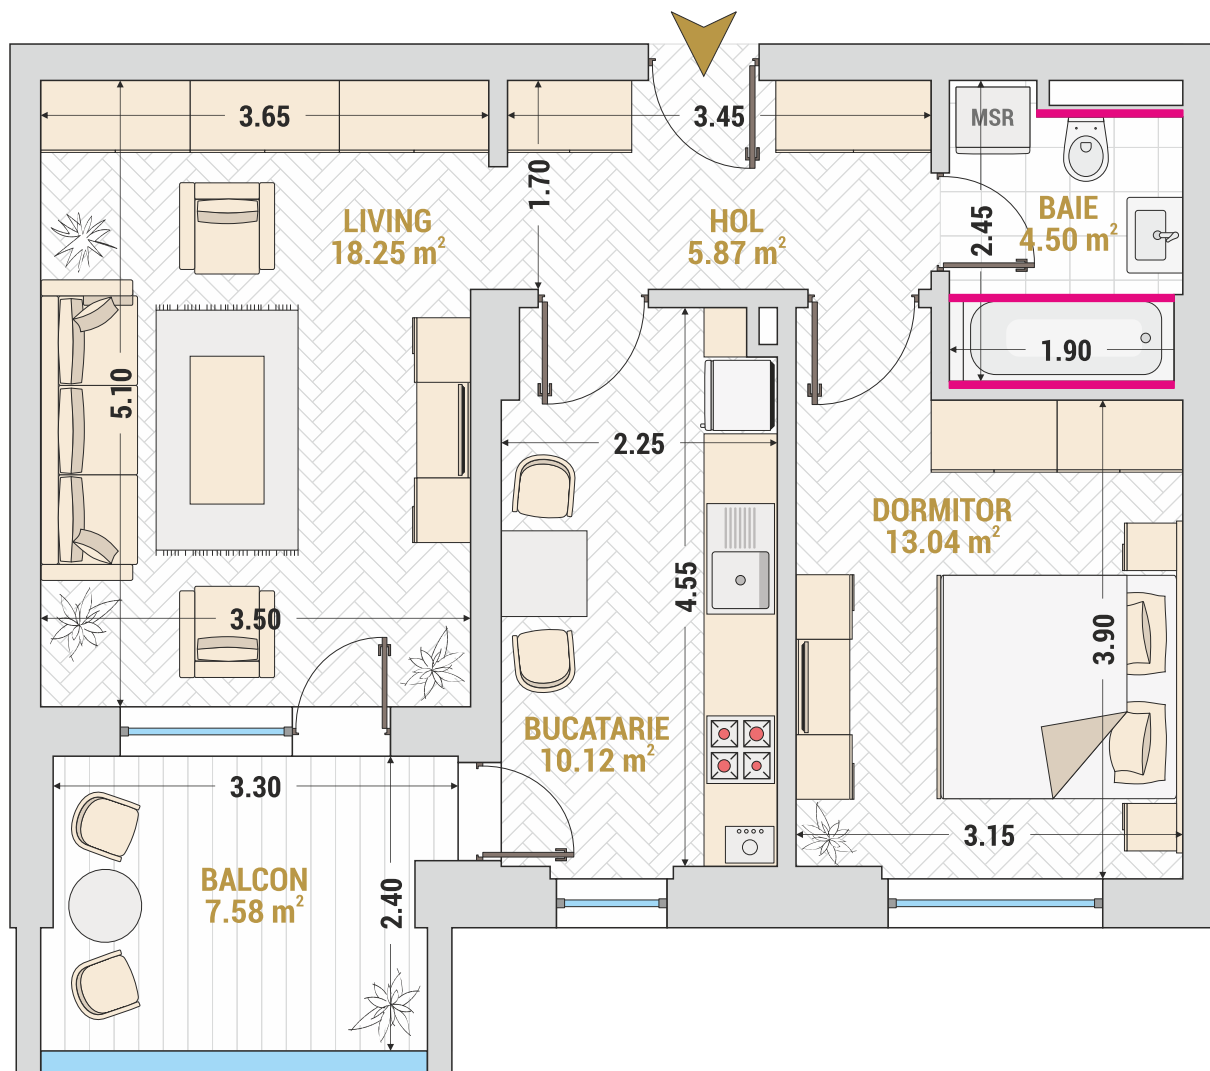 3.65
3.45
MSR
1.70
LIVING
18.25 m²
HOL
5.87 m²
2.45
BAIE
4.50 m²
1.90
5.10
2.25
DORMITOR
13.04 m²
4.55
3.50
3.90
BUCATARIE
10.12 m²
3.30
3.15
BALCON
7.58 m²
2.40